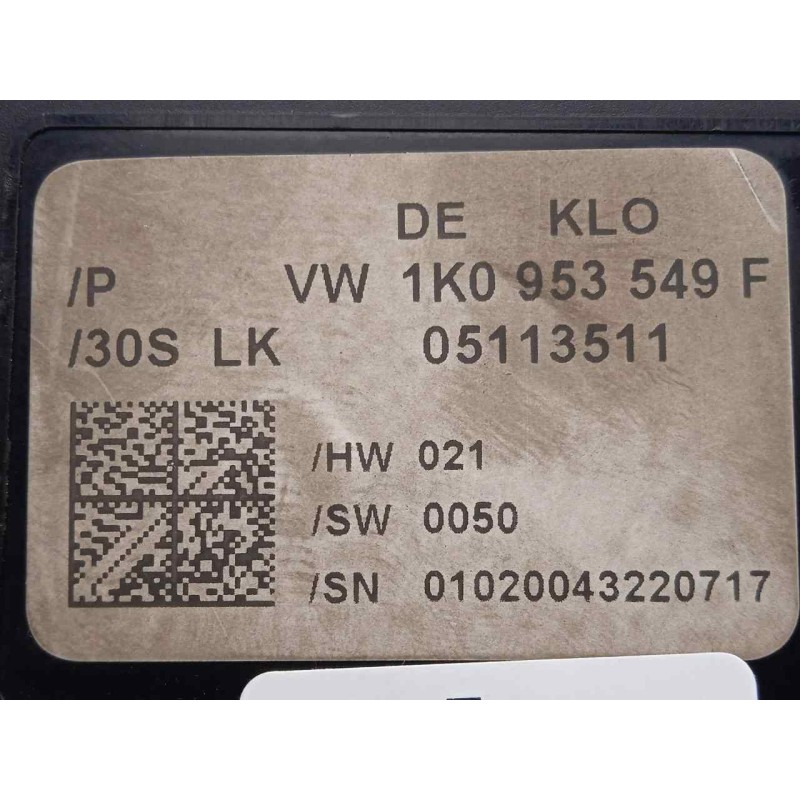 DE KLO
/P VW 1K0 953 549 F
/30S LK 05113511
/HW 021
/SW 0050
/SN 01020043220717